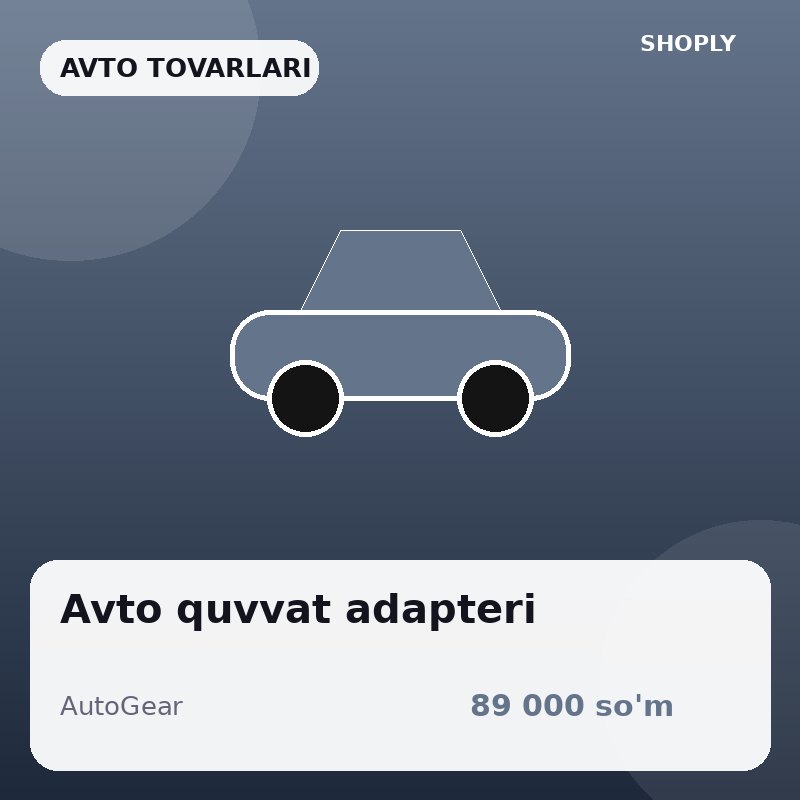 AVTO TOVARLARI
SHOPLY
Avto quvvat adapteri
AutoGear
89 000 so'm